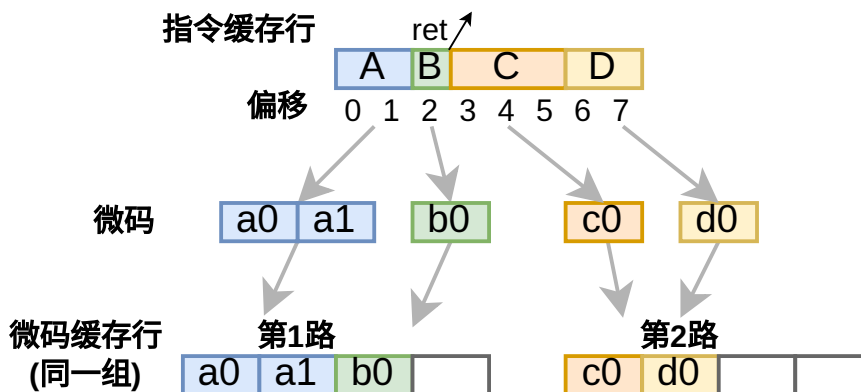 指令缓存行 ret
A B C D
偏移 0 1 2 3 4 5 6 7
微码 a0 a1 b0 c0 d0
微码缓存行 第1路 第2路
(同一组) a0 a1 b0 c0 d0